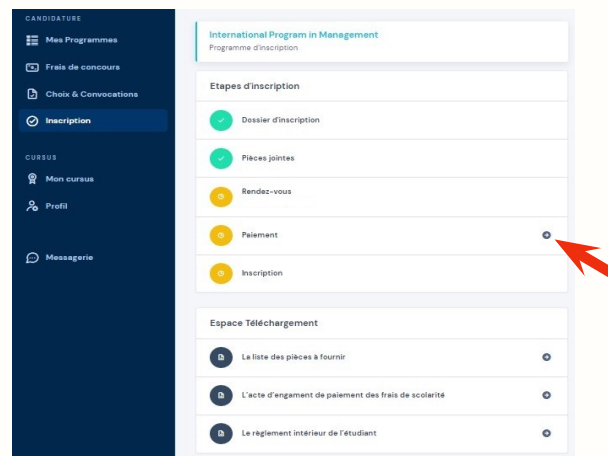 CANDIDATURE
Mes Programmes
Frais de concours
Choix & Convocations
Inscription
CURSUS
Mon cursus
Profil
Messagerie
International Program in Management
Programme d'inscription
Etapes d'inscription
Dossier d'inscription
Pièces jointes
Rendez-vous
Paiement
Inscription
Espace Téléchargement
La liste des pièces à fournir
L'acte d'engament de paiement des frais de scolarité
Le règlement intérieur de l'étudiant